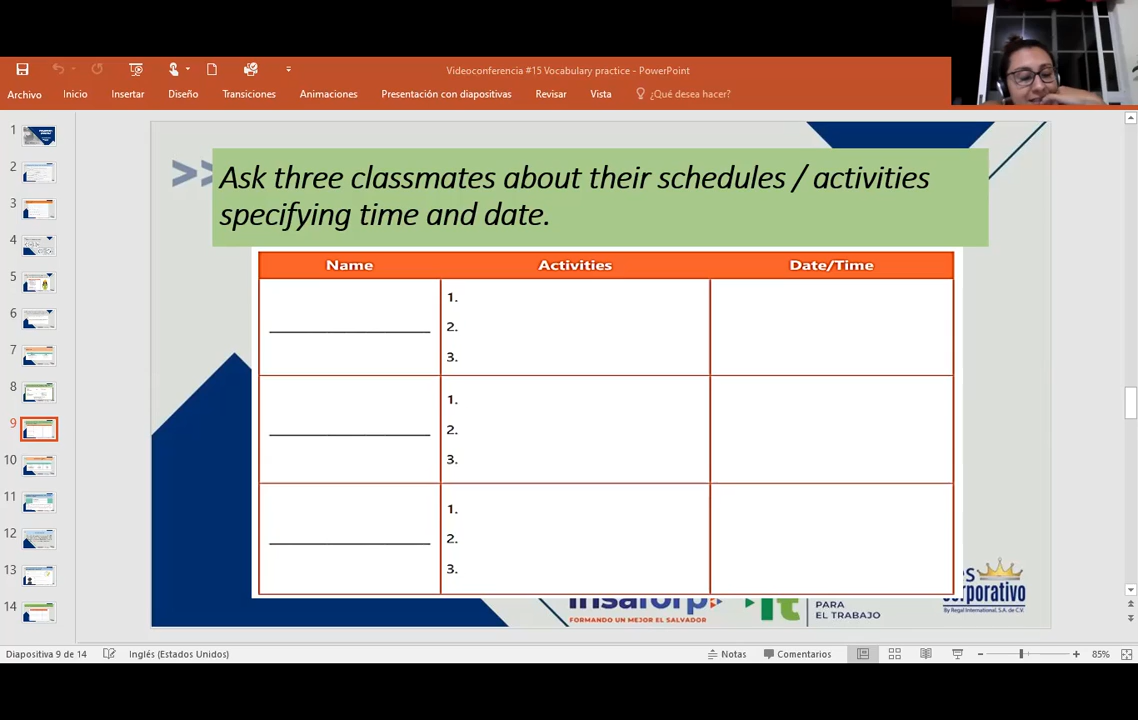 Videoconferencia #15 Vocabulary practice - PowerPoint
Archivo
Inicio
Insertar
Diseño
Transiciones
Animaciones
Presentación con diapositivas
Revisar
Vista
¿Qué desea hacer?
1
2
3
4
5
6
7
8
9
10
11
12
13
14
>>
Ask three classmates about their schedules / activities
specifying time and date.
Name
Activities
Date/Time
1.
2.
3.
1.
2.
3.
1.
2.
3.
insaforp
FORMANDO UN MEJOR EL SALVADOR
PARA
EL TRABAJO
es
corporativo
By Regal International, S.A. de C.V.
Diapositiva 9 de 14
Inglés (Estados Unidos)
Notas
Comentarios
85%